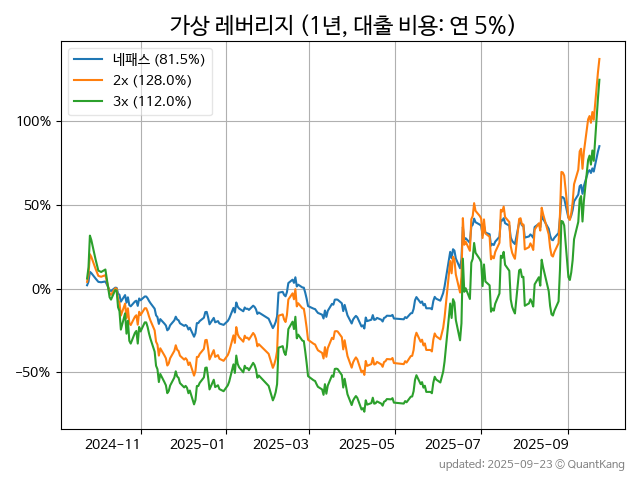 가상 레버리지 (1년, 대출 비용: 연 5%)
네패스 (81.5%)
2x (128.0%)
3x (112.0%)
100%
50%
0%
−50%
2024-11
2025-01
2025-03
2025-05
2025-07
2025-09
updated: 2025-09-23 © QuantKang